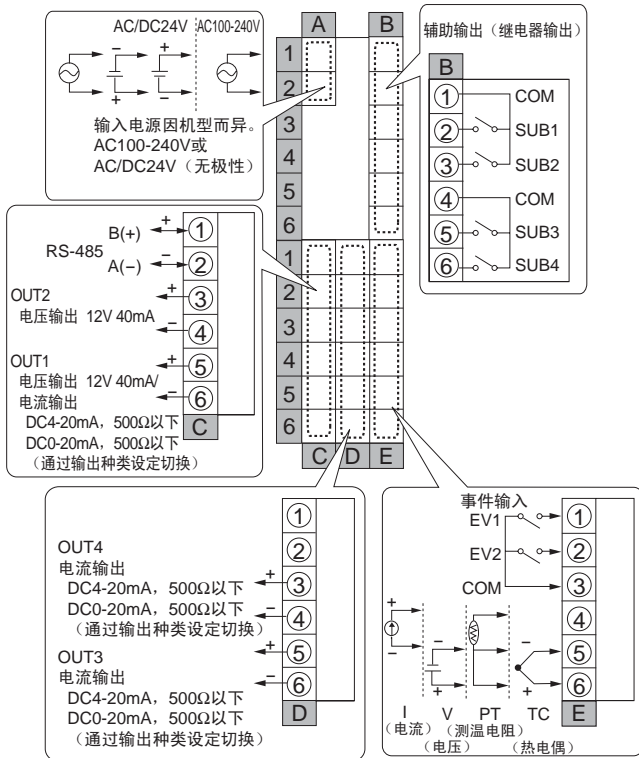 AC/DC24V
AC100-240V
－
＋
＋
－
输入电源因机型而异。
AC100-240V或
AC/DC24V（无极性）
A
B
1
2
3
4
5
6
1
2
3
4
5
6
C D E
辅助输出（继电器输出）
B
① COM
② SUB1
③ SUB2
④ COM
⑤ SUB3
⑥ SUB4
B(+) + ①
RS-485
A(−) − ②
OUT2 + ③
电压输出 12V 40mA
− ④
OUT1 + ⑤
电压输出 12V 40mA/
− ⑥
电流输出
C
DC4-20mA，500Ω以下
DC0-20mA，500Ω以下
（通过输出种类设定切换）
①
②
OUT4
电流输出
+ ③
DC4-20mA，500Ω以下
DC0-20mA，500Ω以下
− ④
（通过输出种类设定切换）
OUT3
+ ⑤
电流输出
− ⑥
DC4-20mA，500Ω以下
D
DC0-20mA，500Ω以下
（通过输出种类设定切换）
事件输入
EV1 ①
EV2 ②
COM ③
④
⑤
⑥
E
+
−
−
+
−
+
I V PT TC
（电流）
（测温电阻）
（电压）
（热电偶）